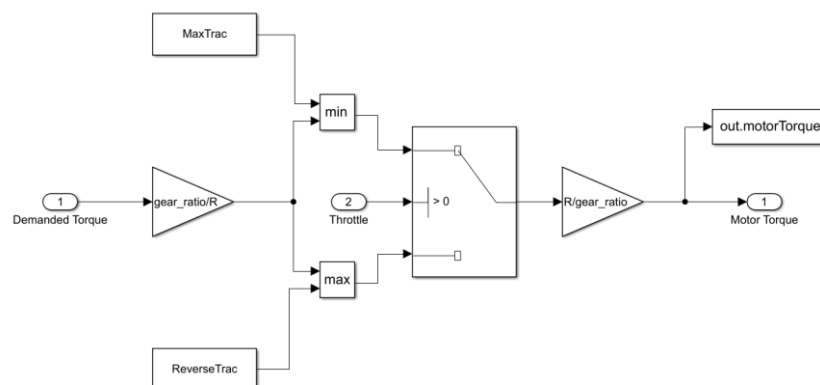 MaxTrac
min
out.motorTorque
1
Demanded Torque
gear_ratio/R
2
Throttle
> 0
R/gear_ratio
1
Motor Torque
max
ReverseTrac